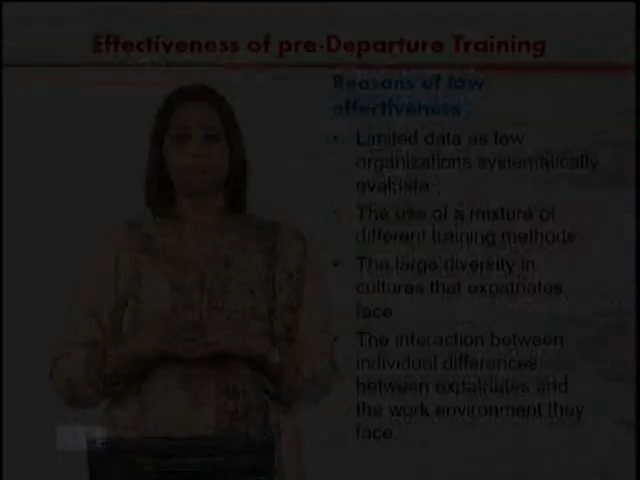 Effectiveness of pre-Departure Training
Reasons of low
effectiveness
• Limited data as few
organizations systematically
evaluate
• The use of a mixture of
different training methods.
• The large diversity in
cultures that expatriates
face
• The interaction between
individual differences
between expatriates and
the work environment they
face.